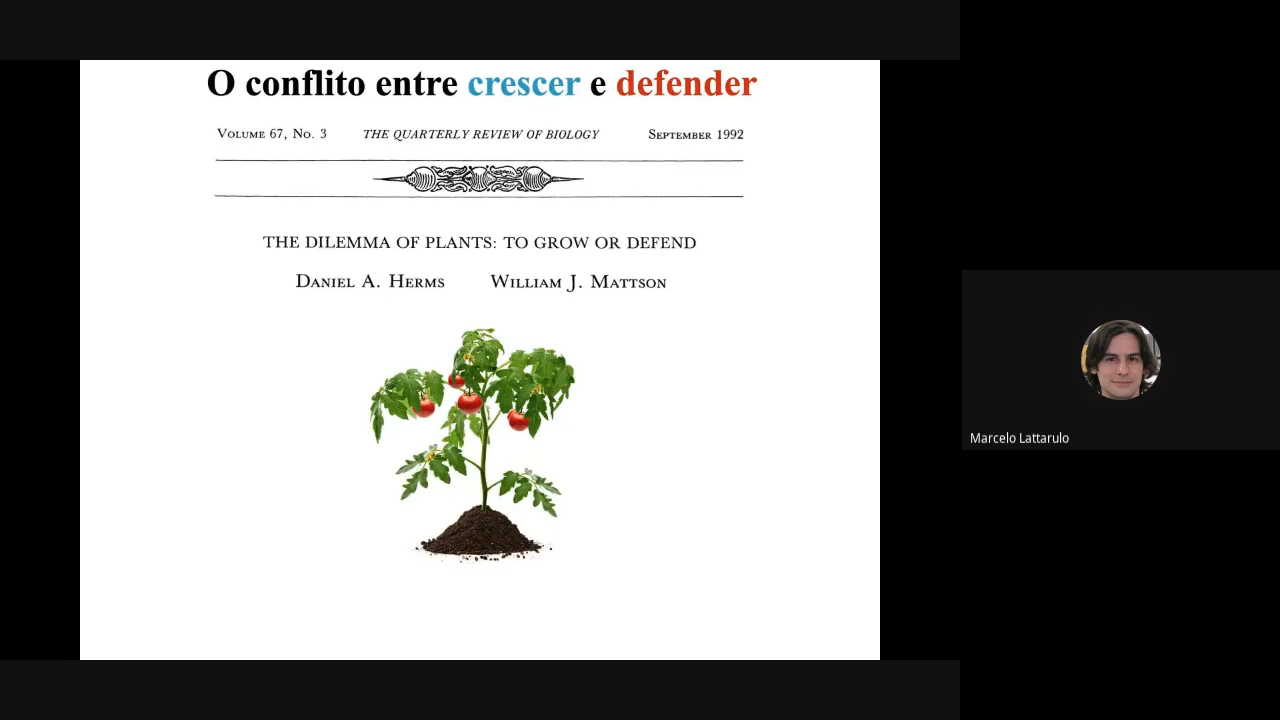 O conflito entre crescer e defender
Volume 67, No. 3 THE QUARTERLY REVIEW OF BIOLOGY September 1992
THE DILEMMA OF PLANTS: TO GROW OR DEFEND
Daniel A. Herms William J. Mattson
Marcelo Lattarulo